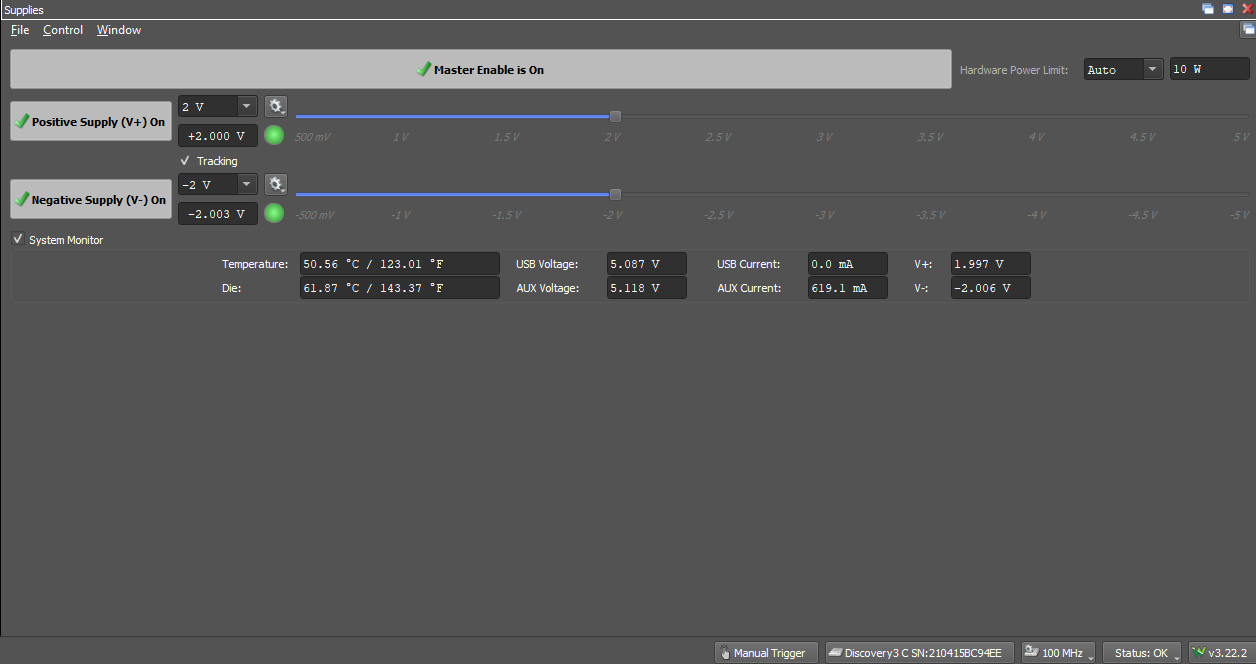 Supplies
File Control Window
Master Enable is On Hardware Power Limit: Auto 10 W
Positive Supply (V+) On 2 V
+2.000 V 500 mV 1 V 1.5 V 2 V 2.5 V 3 V 3.5 V 4 V 4.5 V 5 V
Tracking
Negative Supply (V-) On -2 V
-2.003 V -500 mV -1 V -1.5 V -2 V -2.5 V -3 V -3.5 V -4 V -4.5 V -5 V
System Monitor
Temperature: 50.56 °C / 123.01 °F USB Voltage: 5.087 V USB Current: 0.0 mA V+: 1.997 V
Die: 61.87 °C / 143.37 °F AUX Voltage: 5.118 V AUX Current: 619.1 mA V-: -2.006 V
Manual Trigger Discovery3 C SN:210415BC94EE 100 MHz Status: OK v3.22.2